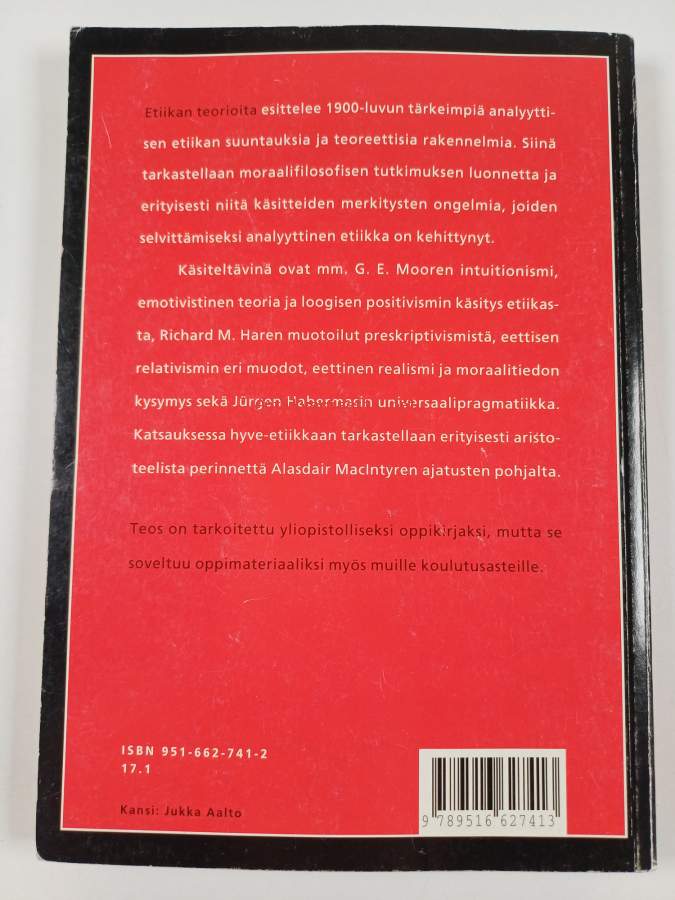 Etiikan teorioita esittelee 1900-luvun tärkeimpiä analyytti-
sen etiikan suuntauksia ja teoreettisia rakennelmia. Siinä
tarkastellaan moraalifilosofisen tutkimuksen luonnetta ja
erityisesti niitä käsitteiden merkitysten ongelmia, joiden
selvittämiseksi analyyttinen etiikka on kehittynyt.
Käsiteltävinä ovat mm. G. E. Mooren intuitionismi,
emotivistinen teoria ja loogisen positivismin käsitys etiikas-
ta, Richard M. Haren muotoilut preskriptivismistä, eettisen
relativismin eri muodot, eettinen realismi ja moraalitiedon
kysymys sekä Jürgen Habermasin universaalipragmatiikka.
Katsauksessa hyve-etiikkaan tarkastellaan erityisesti aristo-
teelista perinnettä Alasdair MacIntyren ajatusten pohjalta.
Teos on tarkoitettu yliopistolliseksi oppikirjaksi, mutta se
soveltuu oppimateriaaliksi myös muille koulutusasteille.
ISBN 951-662-741-2
17.1
Kansi: Jukka Aalto
9 789516 627413